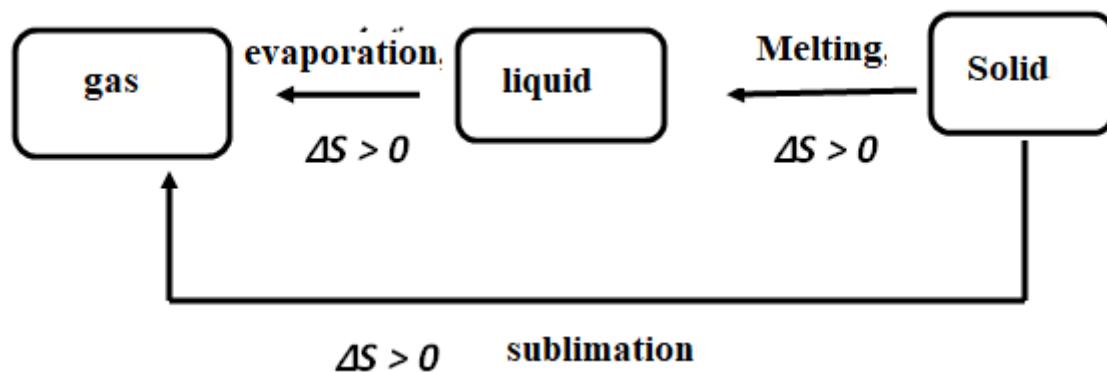 gas
evaporation,
liquid
Melting,
Solid
ΔS > 0
ΔS > 0
ΔS > 0 sublimation